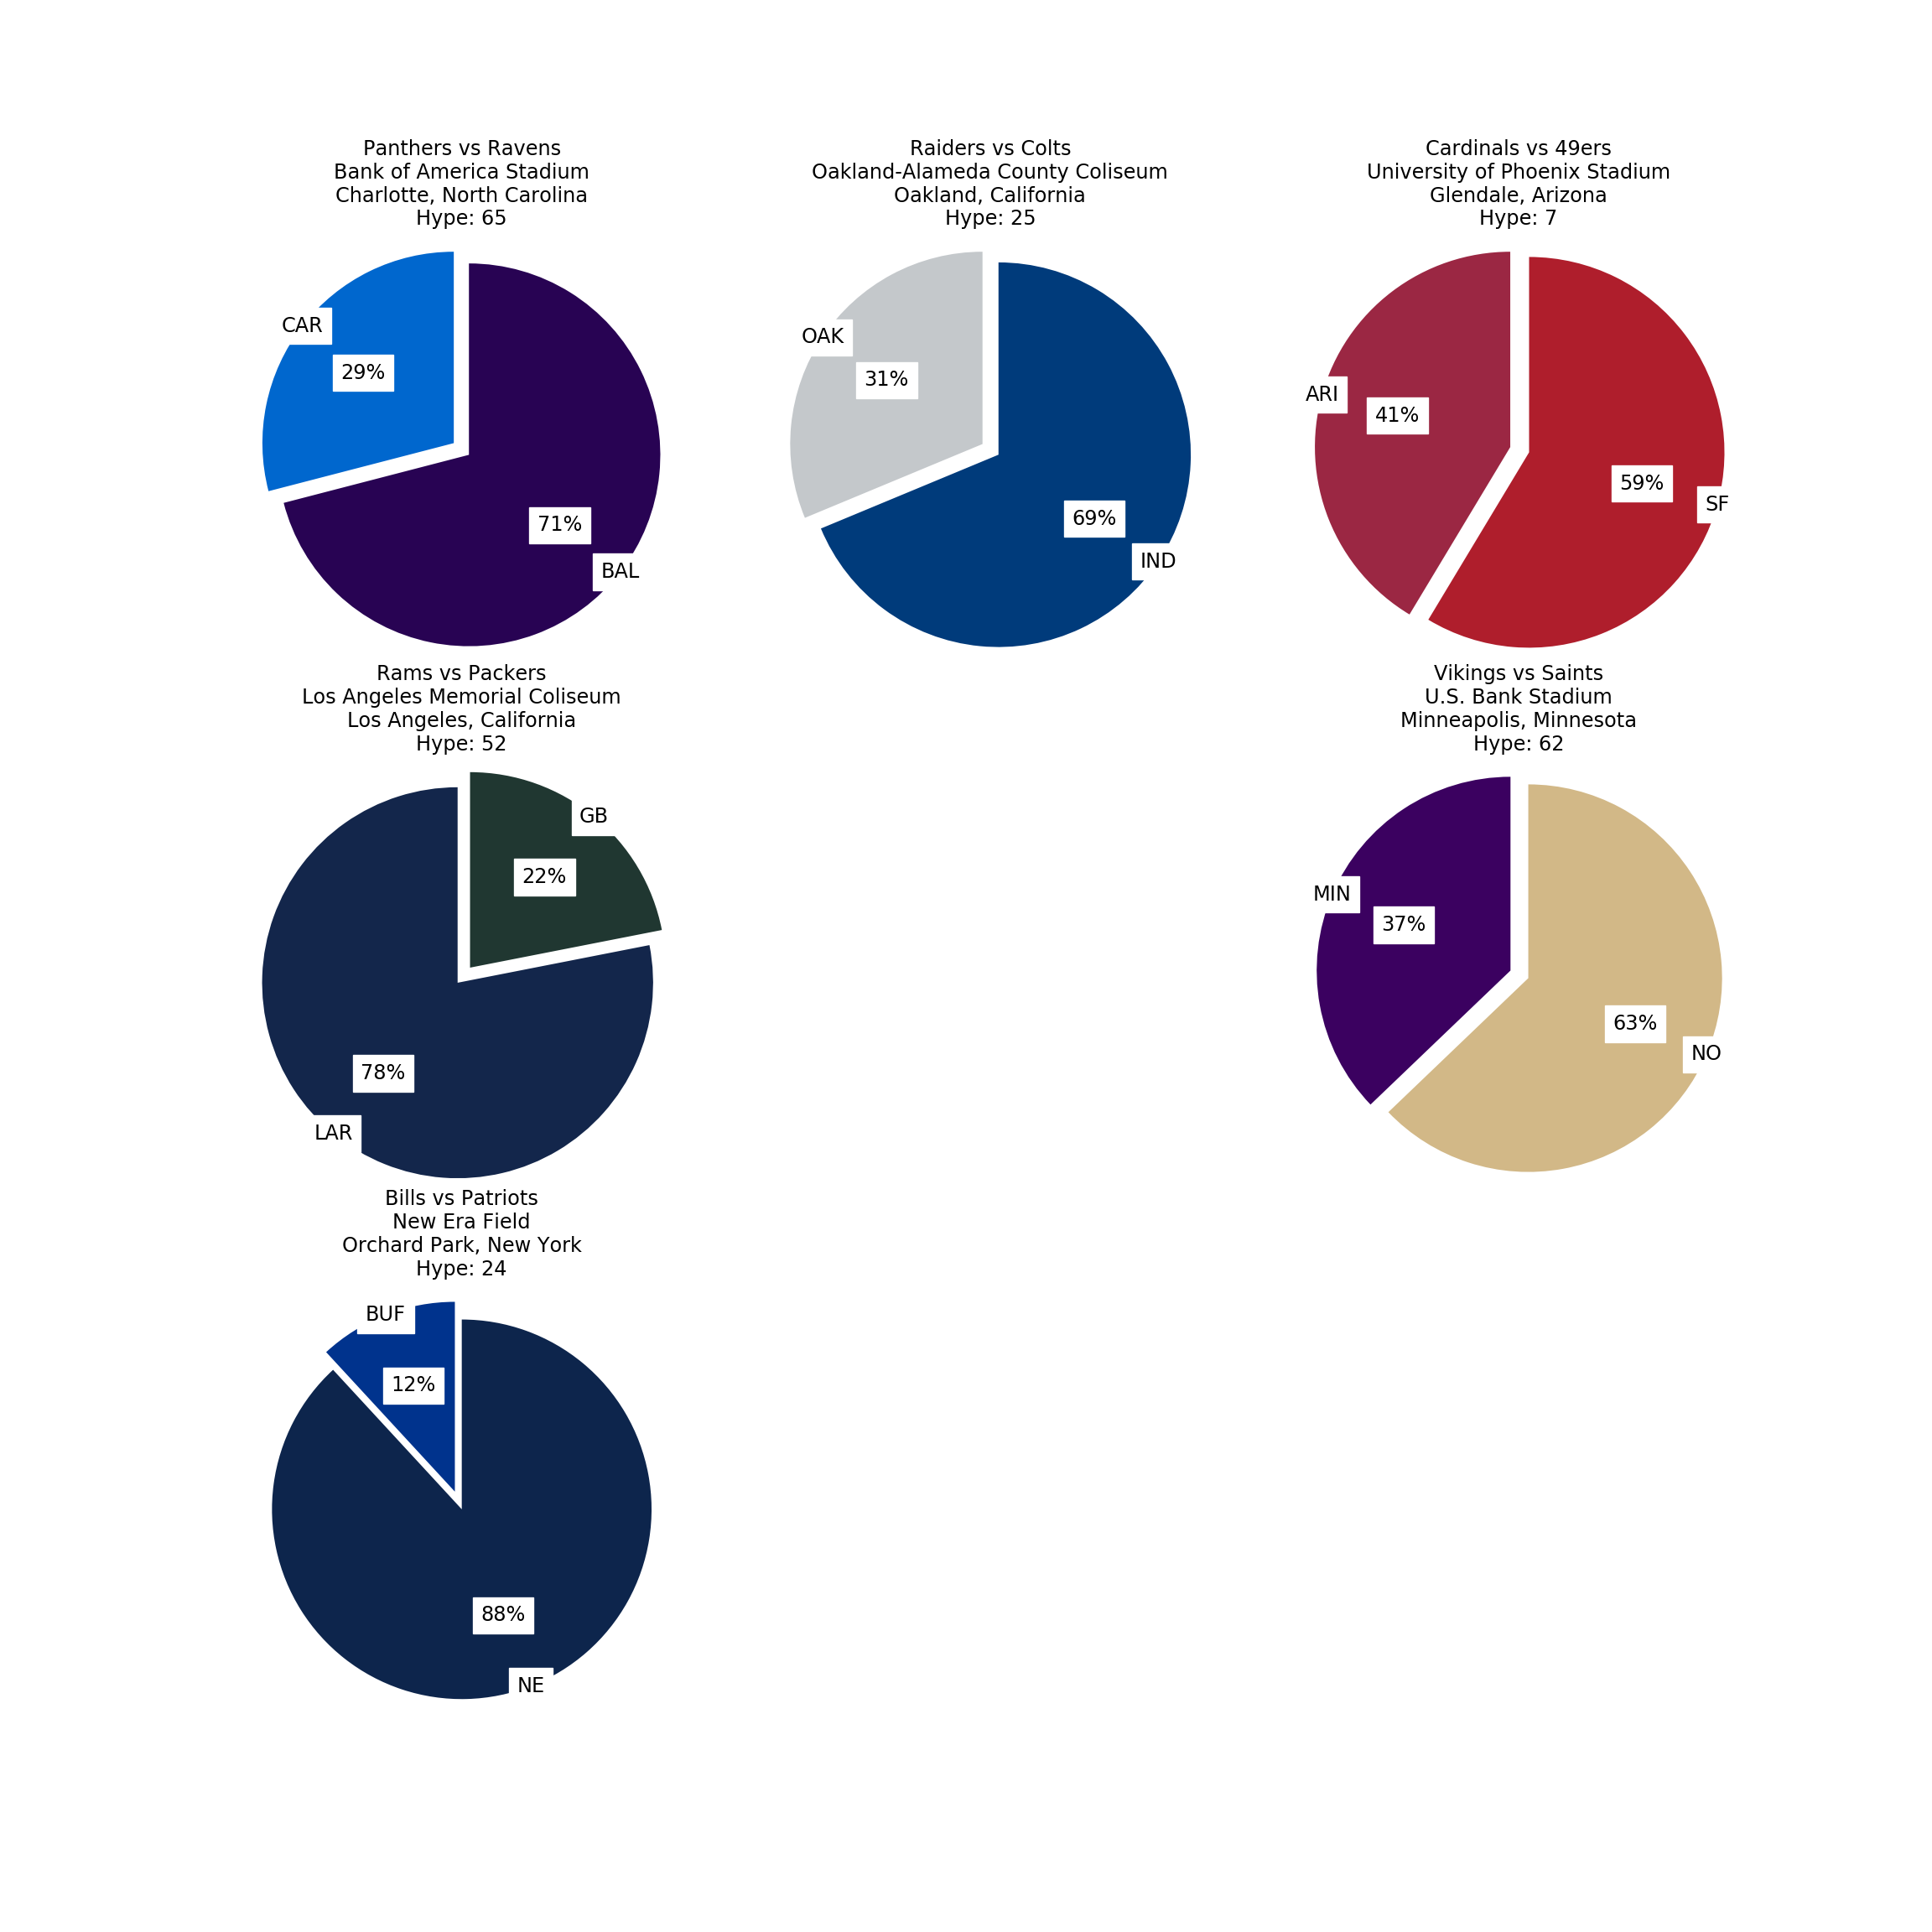 Panthers vs Ravens
Bank of America Stadium
Charlotte, North Carolina
Hype: 65
CAR
29%
71%
BAL
Raiders vs Colts
Oakland-Alameda County Coliseum
Oakland, California
Hype: 25
OAK
31%
69%
IND
Cardinals vs 49ers
University of Phoenix Stadium
Glendale, Arizona
Hype: 7
ARI
41%
59%
SF
Rams vs Packers
Los Angeles Memorial Coliseum
Los Angeles, California
Hype: 52
GB
22%
78%
LAR
Vikings vs Saints
U.S. Bank Stadium
Minneapolis, Minnesota
Hype: 62
MIN
37%
63%
NO
Bills vs Patriots
New Era Field
Orchard Park, New York
Hype: 24
BUF
12%
88%
NE